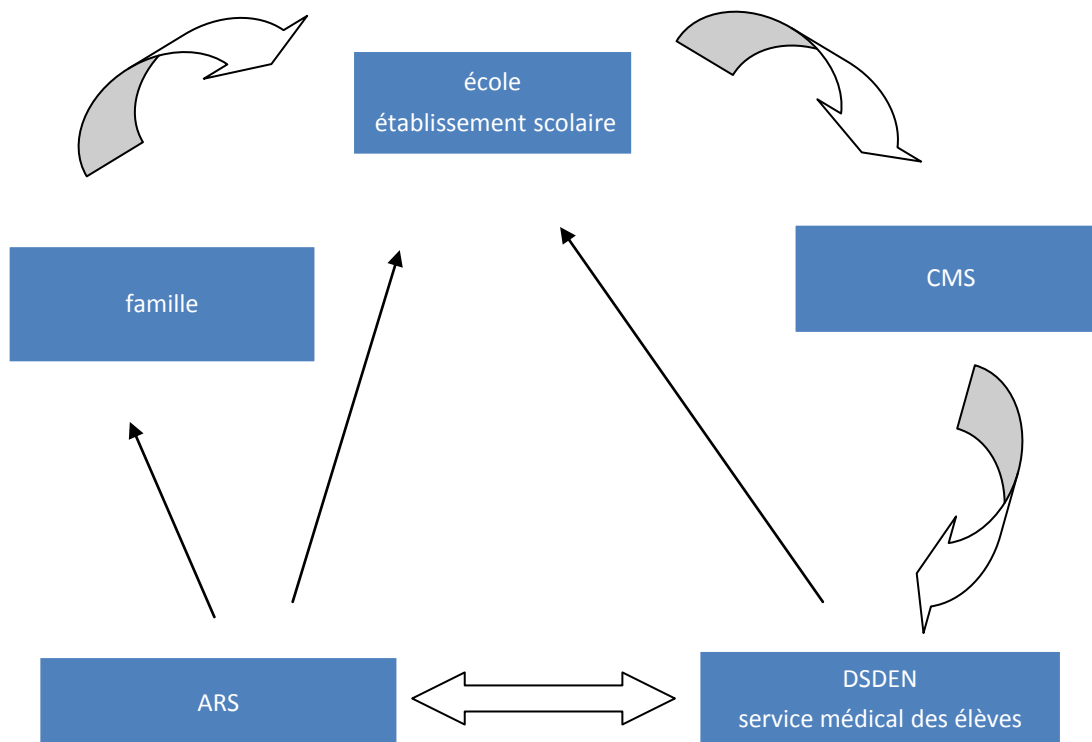 école
établissement scolaire
famille
CMS
ARS
DSDEN
service médical des élèves